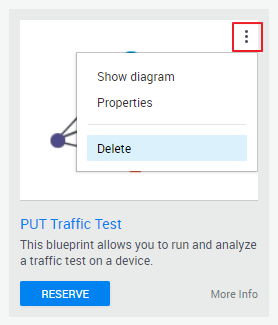 Show diagram
Properties
Delete
PUT Traffic Test
This blueprint allows you to run and analyze
a traffic test on a device.
RESERVE
More Info